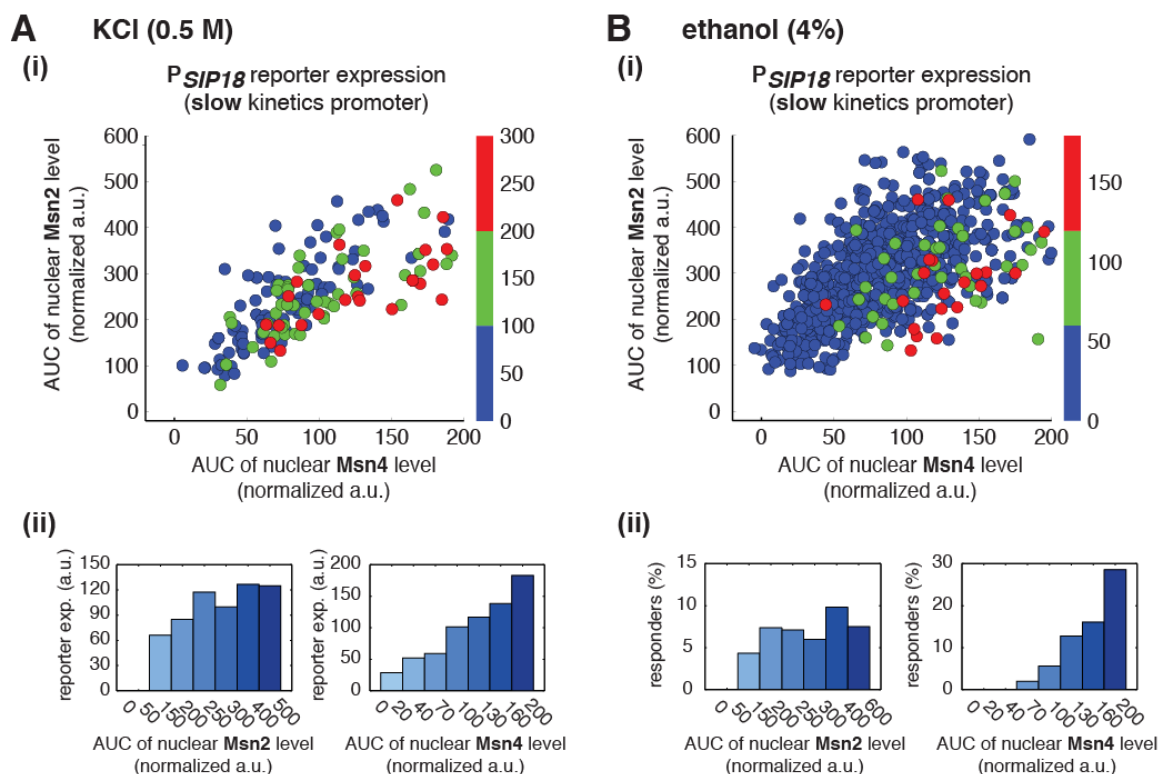 A KCl (0.5 M)
(i)
PSIP18 reporter expression
(slow kinetics promoter)
AUC of nuclear Msn2 level
(normalized a.u.)
600
500
400
300
200
100
0
0 50 100 150 200
AUC of nuclear Msn4 level
(normalized a.u.)
300
250
200
150
100
50
0
(ii)
reporter exp. (a.u.)
150
120
90
60
30
0
0 50 150 200 250 300 400 500
AUC of nuclear Msn2 level
(normalized a.u.)
reporter exp. (a.u.)
200
150
100
50
0
0 20 40 70 100 130 160 200
AUC of nuclear Msn4 level
(normalized a.u.)
B ethanol (4%)
(i)
PSIP18 reporter expression
(slow kinetics promoter)
AUC of nuclear Msn2 level
(normalized a.u.)
600
500
400
300
200
100
0
0 50 100 150 200
AUC of nuclear Msn4 level
(normalized a.u.)
150
100
50
0
(ii)
responders (%)
15
10
5
0
0 50 150 200 250 300 400 600
AUC of nuclear Msn2 level
(normalized a.u.)
responders (%)
30
20
10
0
0 20 40 70 100 130 160 200
AUC of nuclear Msn4 level
(normalized a.u.)